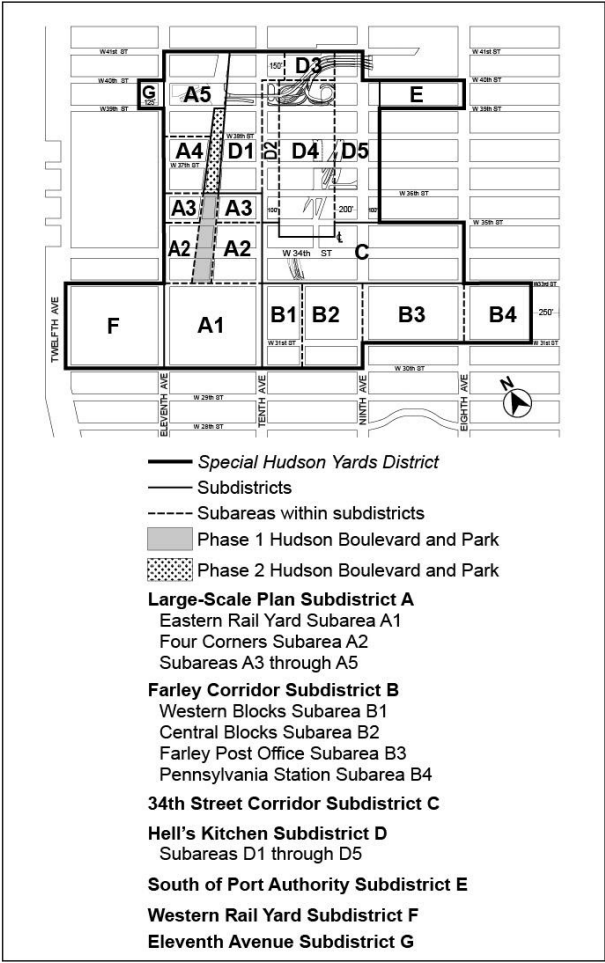 W 41st ST
W 41st ST
150'
D3
W 40th ST
W 40th ST
G
125'
A5
E
W 39th ST
W 39th ST
W 38th ST
A4
D1
D2
D4
D5
W 37th ST
W 36th ST
A3
A3
100'
200'
100'
W 35th ST
A2
A2
W 34th ST
℄
C
W 33rd ST
TWELFTH AVE
F
A1
B1
B2
B3
B4
250'
W 31st ST
W 31st ST
W 30th ST
ELEVENTH AVE
TENTH AVE
NINTH AVE
EIGHTH AVE
N
W 29th ST
W 28th ST
Special Hudson Yards District
Subdistricts
Subareas within subdistricts
Phase 1 Hudson Boulevard and Park
Phase 2 Hudson Boulevard and Park
Large-Scale Plan Subdistrict A
Eastern Rail Yard Subarea A1
Four Corners Subarea A2
Subareas A3 through A5
Farley Corridor Subdistrict B
Western Blocks Subarea B1
Central Blocks Subarea B2
Farley Post Office Subarea B3
Pennsylvania Station Subarea B4
34th Street Corridor Subdistrict C
Hell's Kitchen Subdistrict D
Subareas D1 through D5
South of Port Authority Subdistrict E
Western Rail Yard Subdistrict F
Eleventh Avenue Subdistrict G